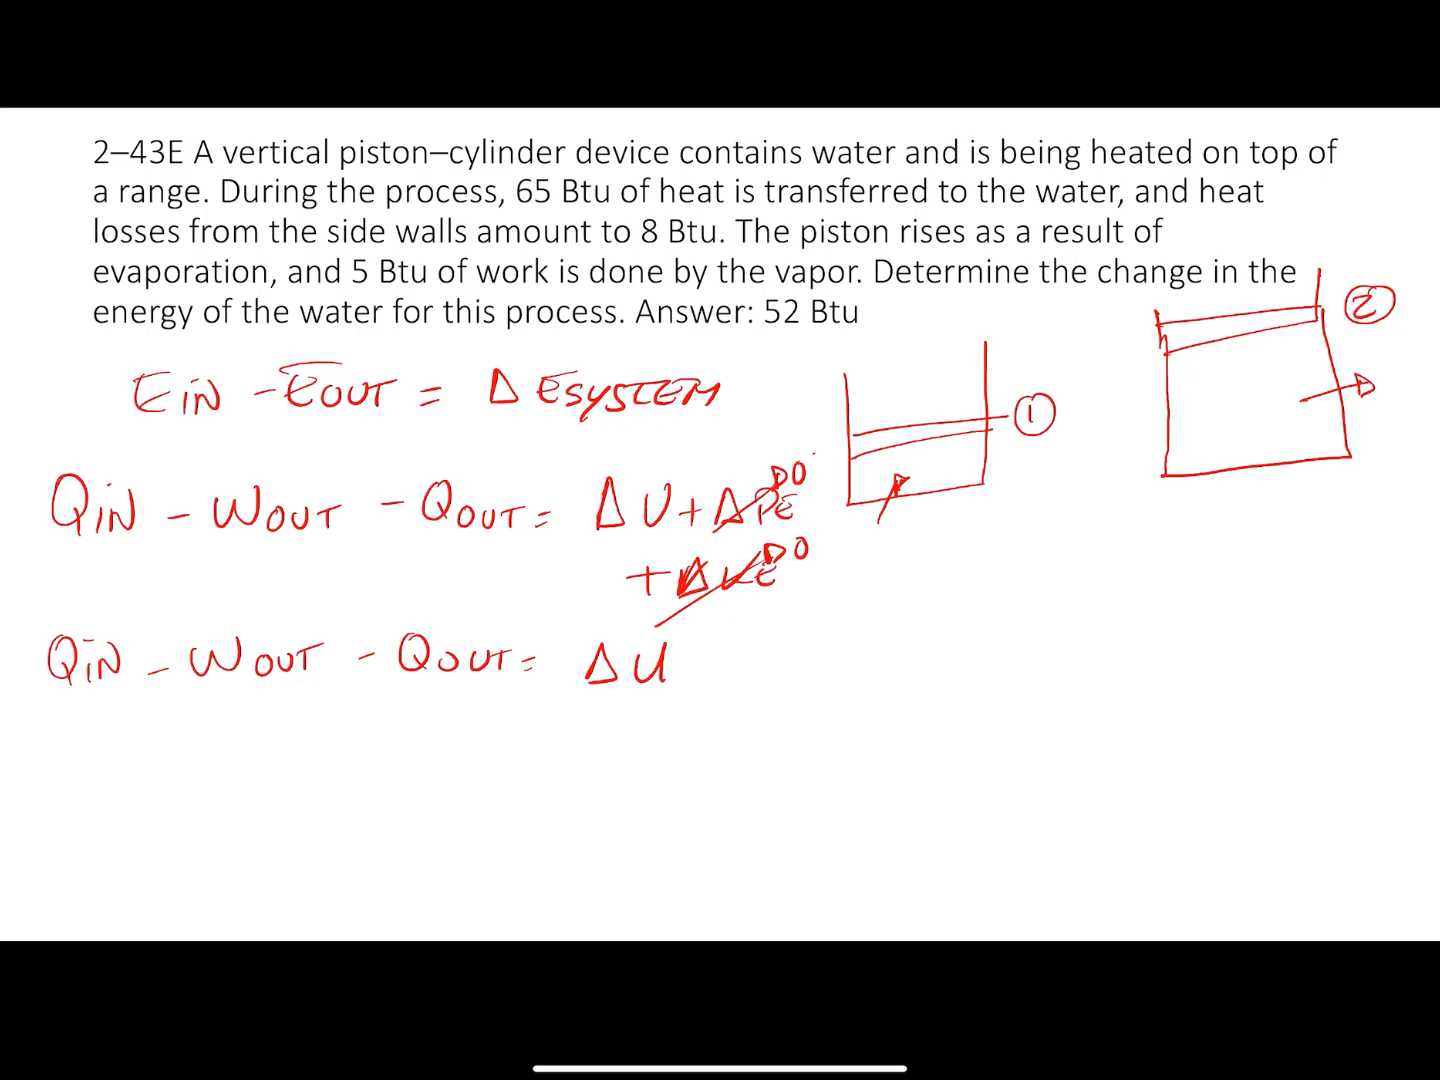 2–43E A vertical piston–cylinder device contains water and is being heated on top of
a range. During the process, 65 Btu of heat is transferred to the water, and heat
losses from the side walls amount to 8 Btu. The piston rises as a result of
evaporation, and 5 Btu of work is done by the vapor. Determine the change in the
energy of the water for this process. Answer: 52 Btu
2
EIN - EOUT = ΔESYSTEM
1
QIN - WOUT - QOUT = ΔU + ΔPE 0
+ ΔKE 0
QIN - WOUT - QOUT = ΔU